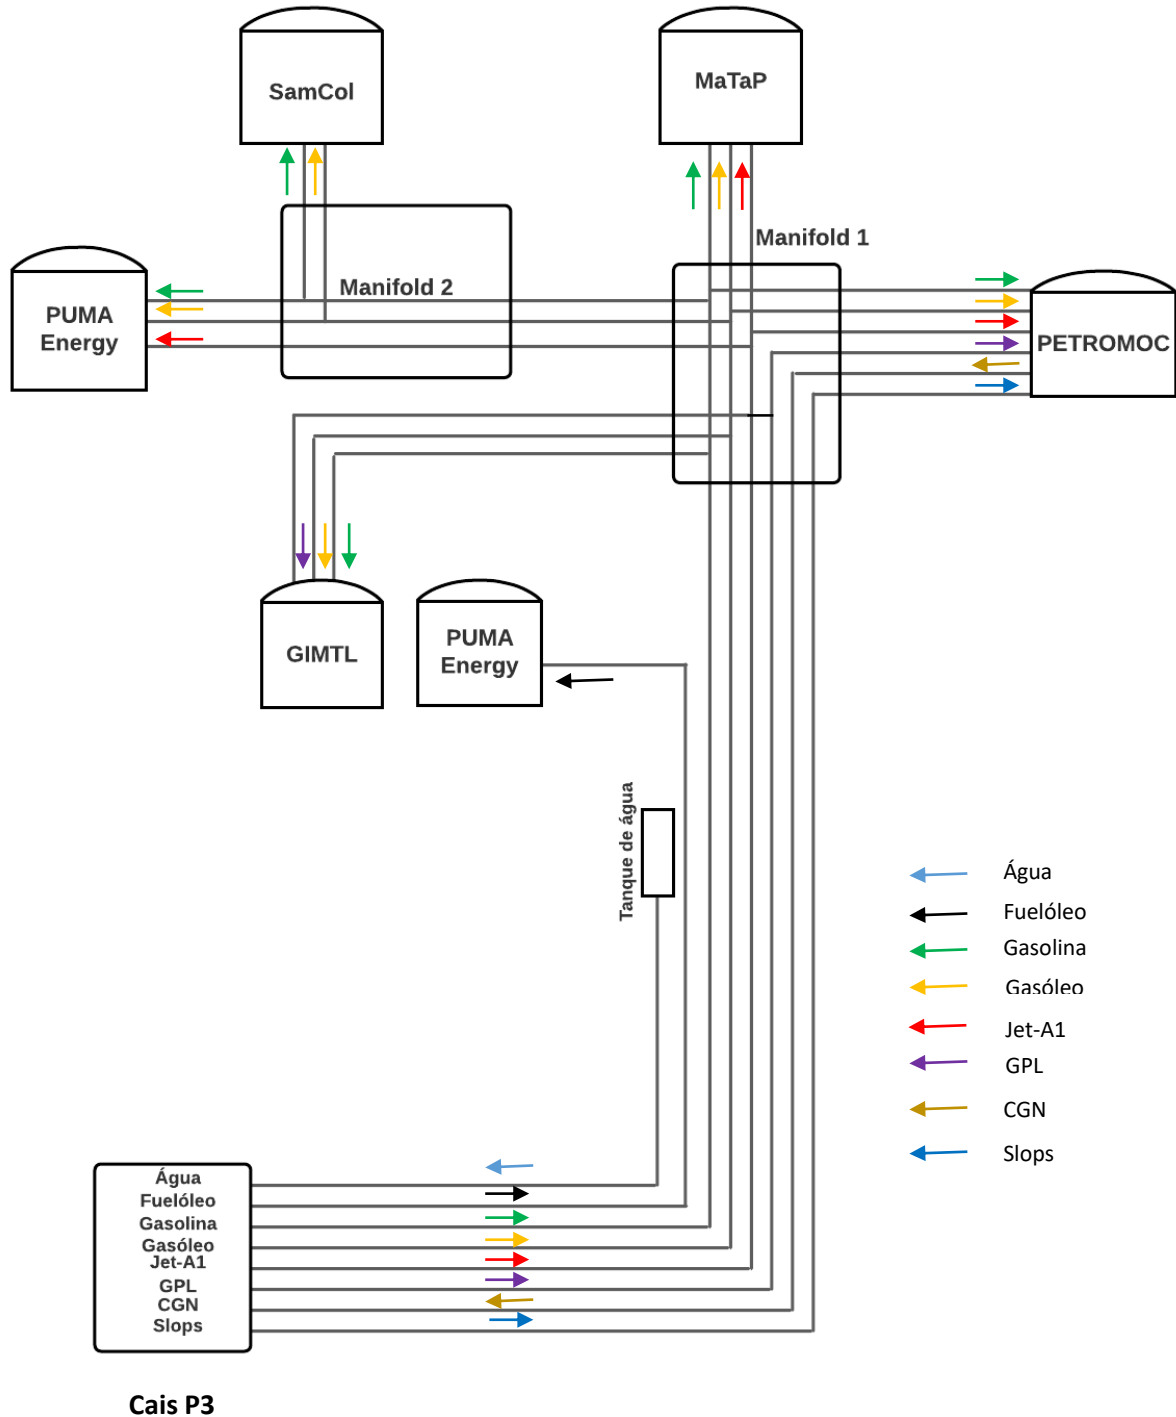 SamCol
MaTaP
Manifold 1
Manifold 2
PUMA
Energy
PETROMOC
GIMTL
PUMA
Energy
Tanque de água
Água
Fuelóleo
Gasolina
Gasóleo
Jet-A1
GPL
CGN
Slops
Água
Fuelóleo
Gasolina
Gasóleo
Jet-A1
GPL
CGN
Slops
Cais P3